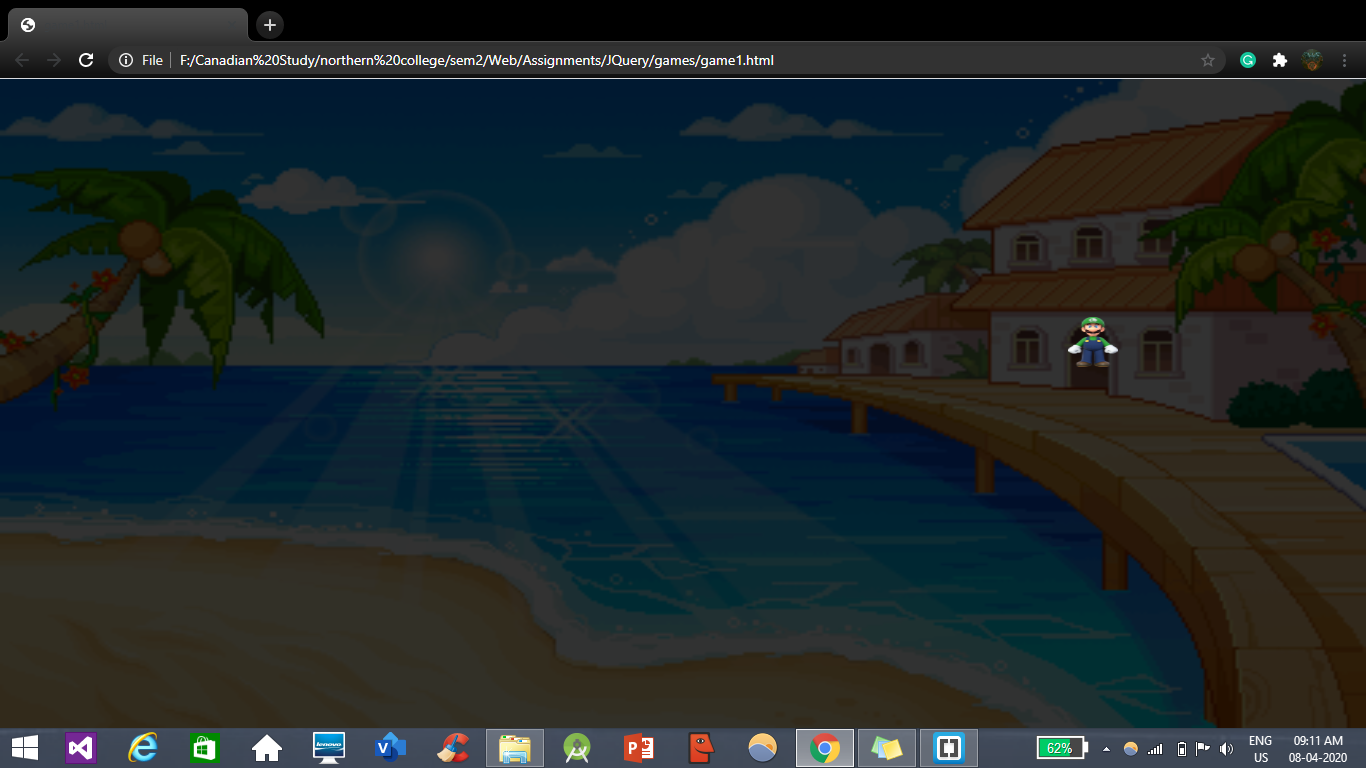 File F:/Canadian%20Study/northern%20college/sem2/Web/Assignments/JQuery/games/game1.html
62%
ENG
US
09:11 AM
08-04-2020